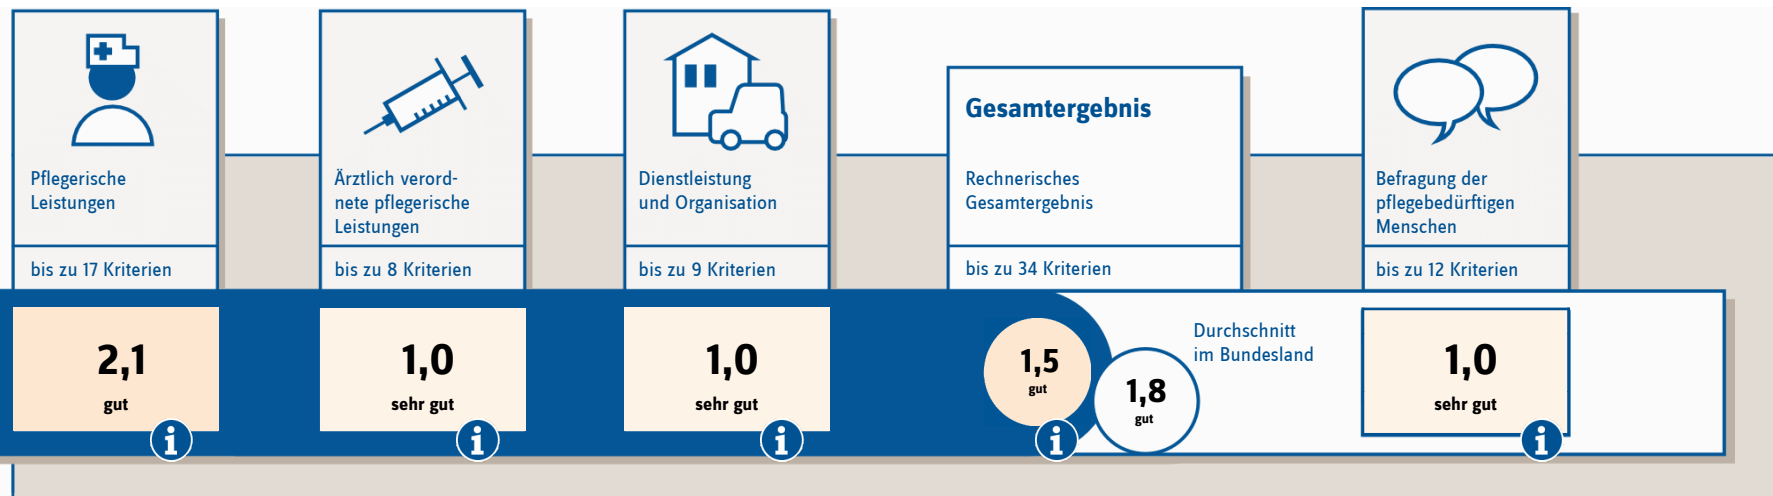 Pflegerische
Leistungen
bis zu 17 Kriterien
2,1
gut
i
Ärztlich verord-
nete pflegerische
Leistungen
bis zu 8 Kriterien
1,0
sehr gut
i
Dienstleistung
und Organisation
bis zu 9 Kriterien
1,0
sehr gut
i
Gesamtergebnis
Rechnerisches
Gesamtergebnis
bis zu 34 Kriterien
1,5
gut
i
1,8
gut
Durchschnitt
im Bundesland
Befragung der
pflegebedürftigen
Menschen
bis zu 12 Kriterien
1,0
sehr gut
i